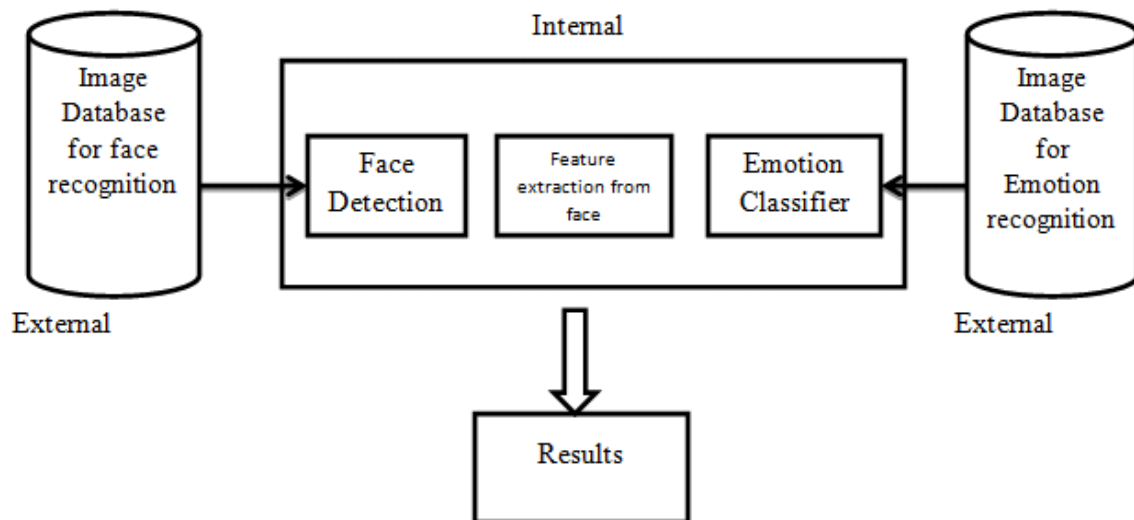 Internal
Image
Database
for face
recognition
External
Face
Detection
Feature
extraction from
face
Emotion
Classifier
Image
Database
for
Emotion
recognition
External
Results